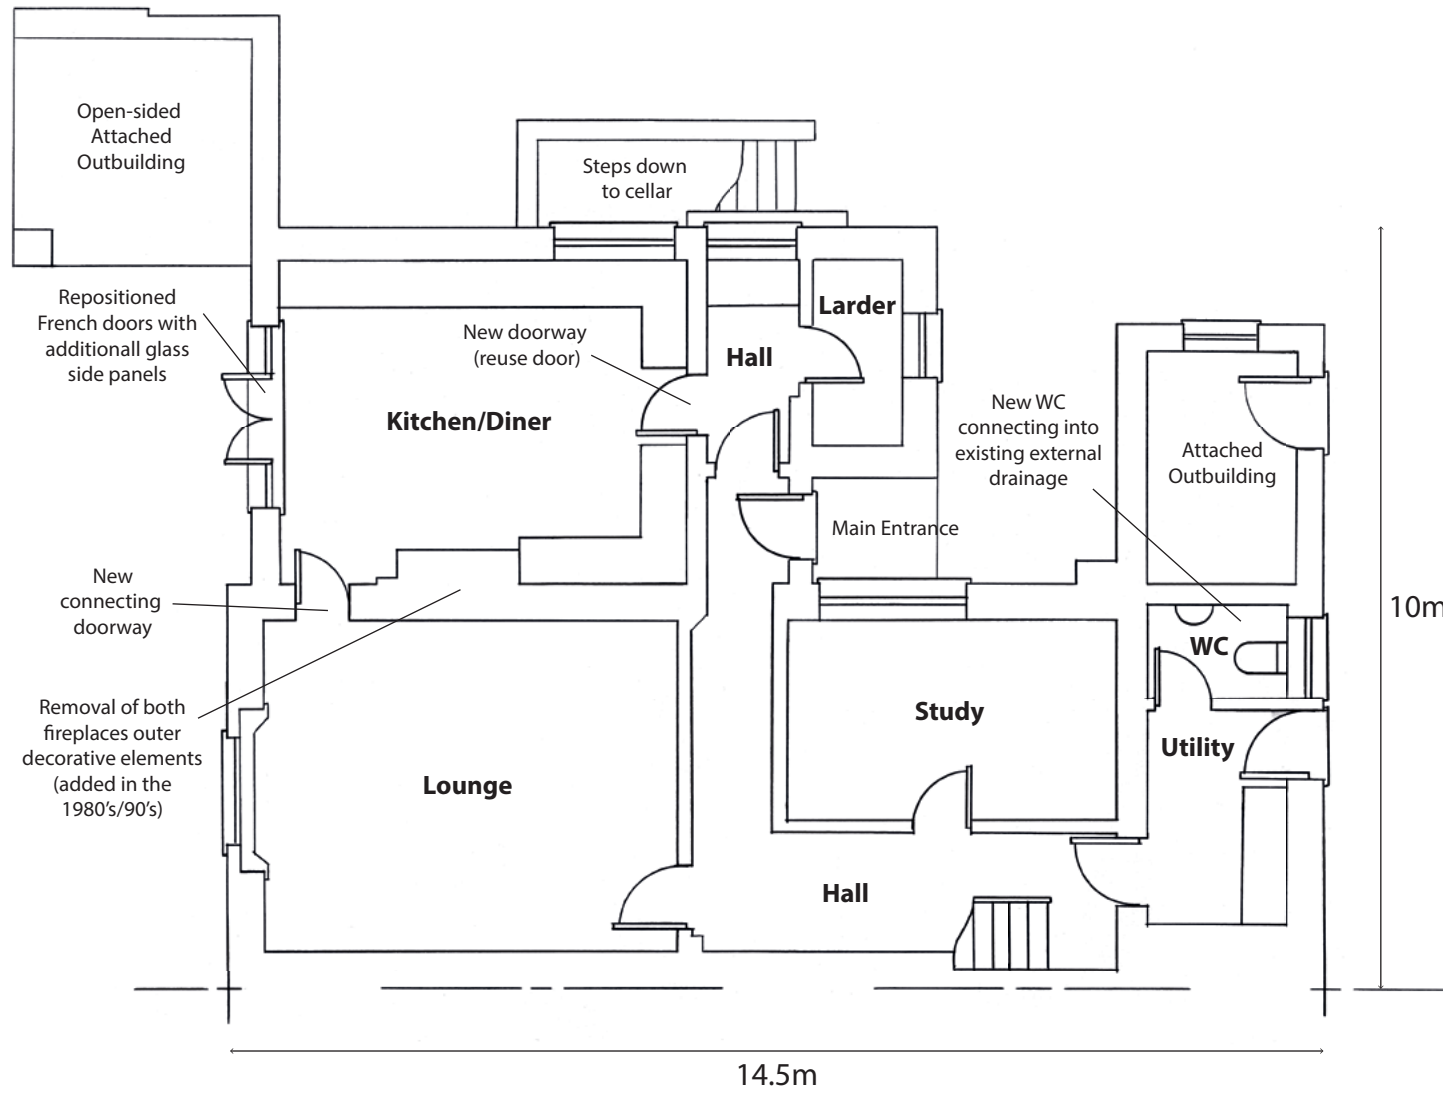 Open-sided
Attached
Outbuilding
Steps down
to cellar
Repositioned
French doors with
additionall glass
side panels
New doorway
(reuse door)
Hall
Larder
Kitchen/Diner
New WC
connecting into
existing external
drainage
Attached
Outbuilding
Main Entrance
New
connecting
doorway
10m
WC
Removal of both
fireplaces outer
decorative elements
(added in the
1980's/90's)
Study
Utility
Lounge
Hall
14.5m